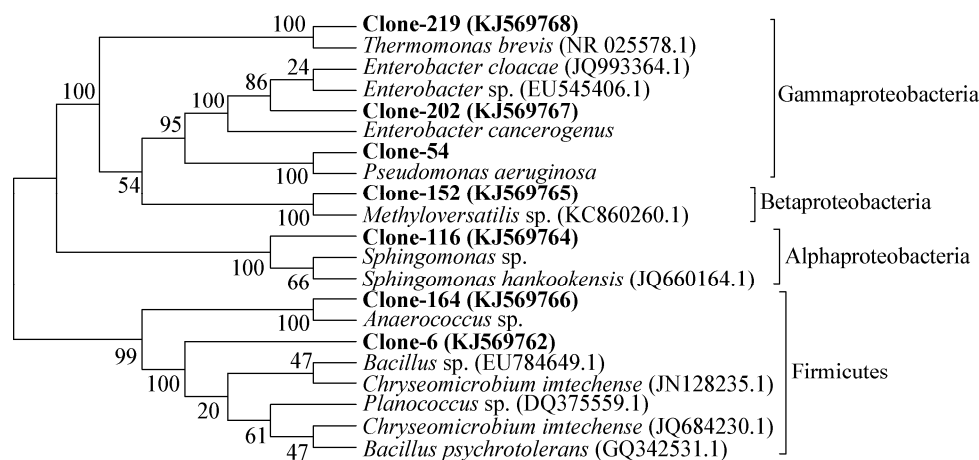 100
Clone-219 (KJ569768)
Thermomonas brevis (NR 025578.1)
24
Enterobacter cloacae (JQ993364.1)
86
Enterobacter sp. (EU545406.1)
100
100
Clone-202 (KJ569767)
Gammaproteobacteria
95
Enterobacter cancerogenus
Clone-54
100
Pseudomonas aeruginosa
54
Clone-152 (KJ569765)
Betaproteobacteria
100
Methyloversatilis sp. (KC860260.1)
Clone-116 (KJ569764)
Sphingomonas sp.
Alphaproteobacteria
100
66
Sphingomonas hankookensis (JQ660164.1)
Clone-164 (KJ569766)
100
Anaerococcus sp.
99
Clone-6 (KJ569762)
47
Bacillus sp. (EU784649.1)
Firmicutes
100
Chryseomicrobium imtechense (JN128235.1)
20
Planococcus sp. (DQ375559.1)
61
Chryseomicrobium imtechense (JQ684230.1)
47
Bacillus psychrotolerans (GQ342531.1)